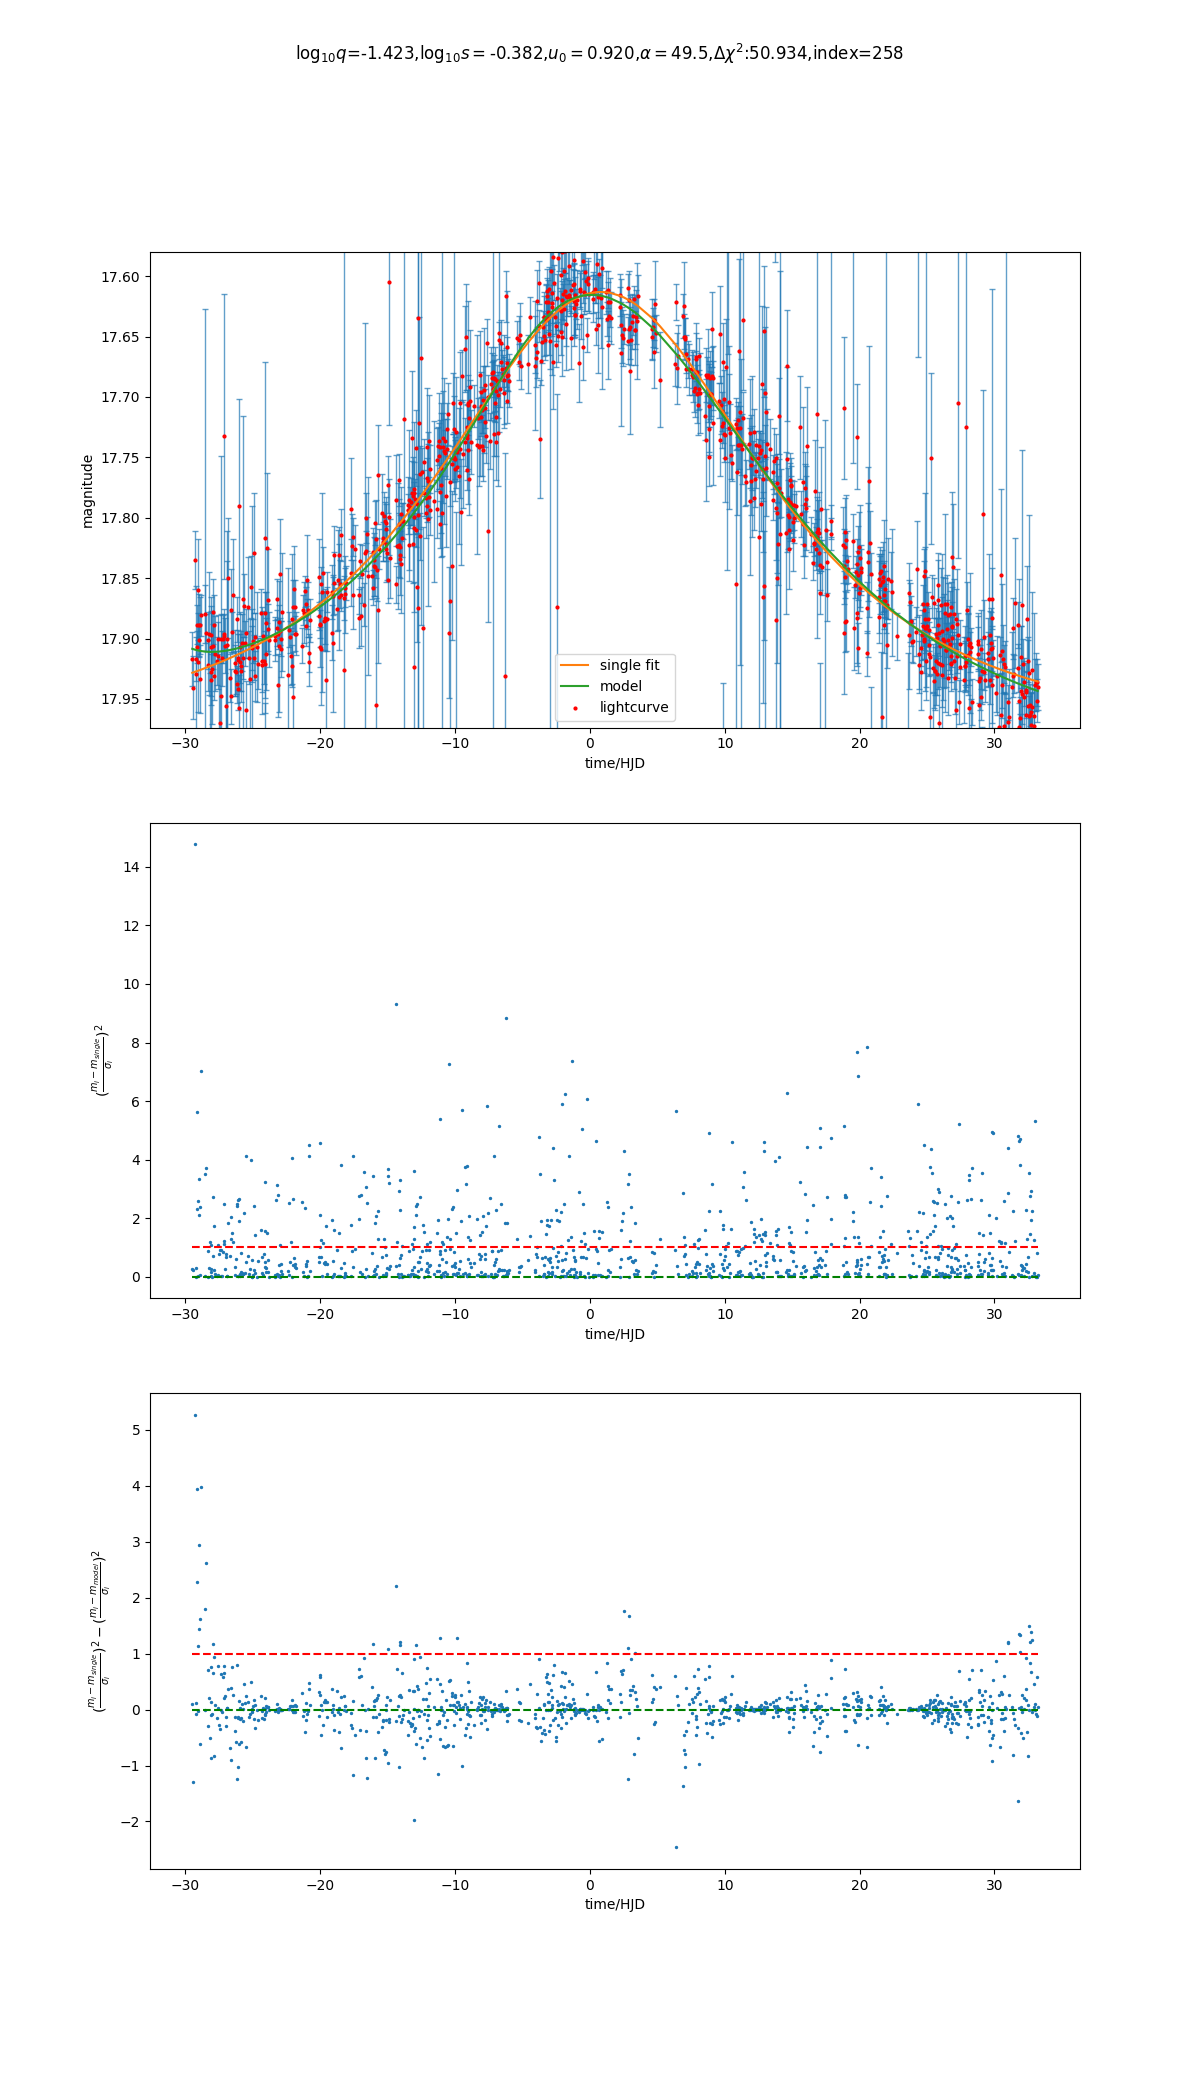 log₁₀q=-1.423,log₁₀s = -0.382,u₀ = 0.920,α = 49.5,Δχ²:50.934,index=258
17.60
17.65
17.70
17.75
17.80
17.85
17.90
17.95
magnitude
single fit
model
lightcurve
−30 −20 −10 0 10 20 30
time/HJD
14
12
10
8
6
4
2
0
(mᵢ − m_single / σᵢ)²
−30 −20 −10 0 10 20 30
time/HJD
5
4
3
2
1
0
−1
−2
(mᵢ − m_single / σᵢ)² − (mᵢ − m_model / σᵢ)²
−30 −20 −10 0 10 20 30
time/HJD